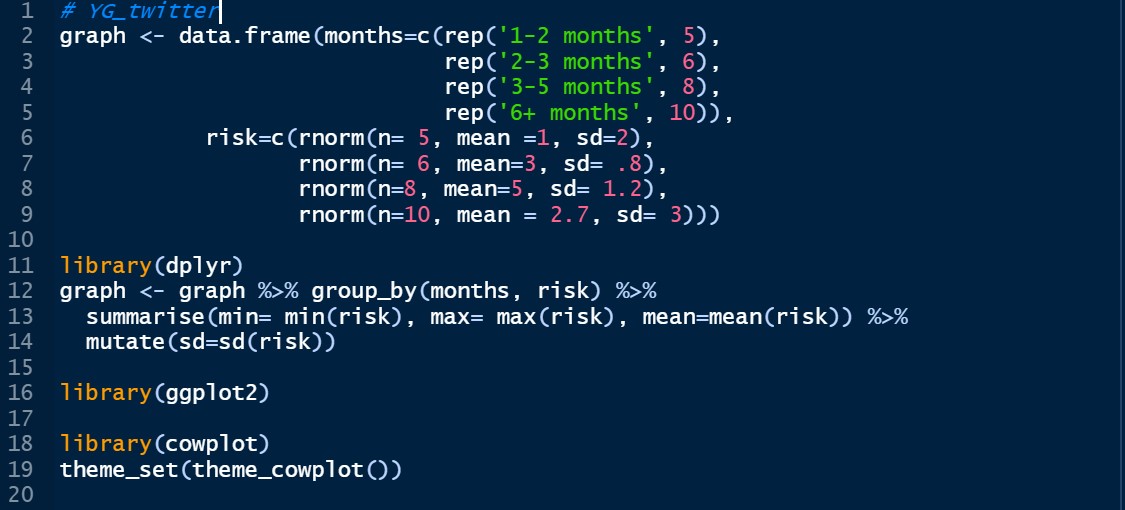 1 # YG_twitter
2 graph <- data.frame(months=c(rep('1-2 months', 5),
3 rep('2-3 months', 6),
4 rep('3-5 months', 8),
5 rep('6+ months', 10)),
6 risk=c(rnorm(n= 5, mean =1, sd=2),
7 rnorm(n= 6, mean=3, sd= .8),
8 rnorm(n=8, mean=5, sd= 1.2),
9 rnorm(n=10, mean = 2.7, sd= 3)))
10
11 library(dplyr)
12 graph <- graph %>% group_by(months, risk) %>%
13 summarise(min= min(risk), max= max(risk), mean=mean(risk)) %>%
14 mutate(sd=sd(risk))
15
16 library(ggplot2)
17
18 library(cowplot)
19 theme_set(theme_cowplot())
20